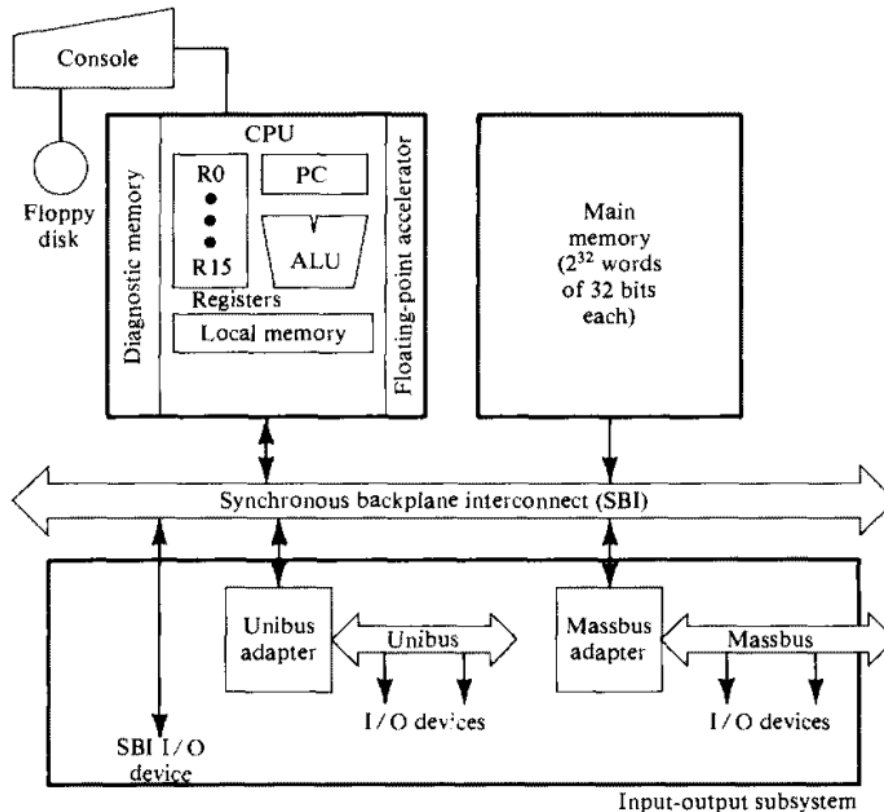 Console
Floppy
disk
Diagnostic memory
CPU
R0
R15
Registers
PC
ALU
Local memory
Floating-point accelerator
Main
memory
(2³² words
of 32 bits
each)
Synchronous backplane interconnect (SBI)
Unibus
adapter
Unibus
I/O devices
Massbus
adapter
Massbus
I/O devices
SBI I/O
device
Input-output subsystem